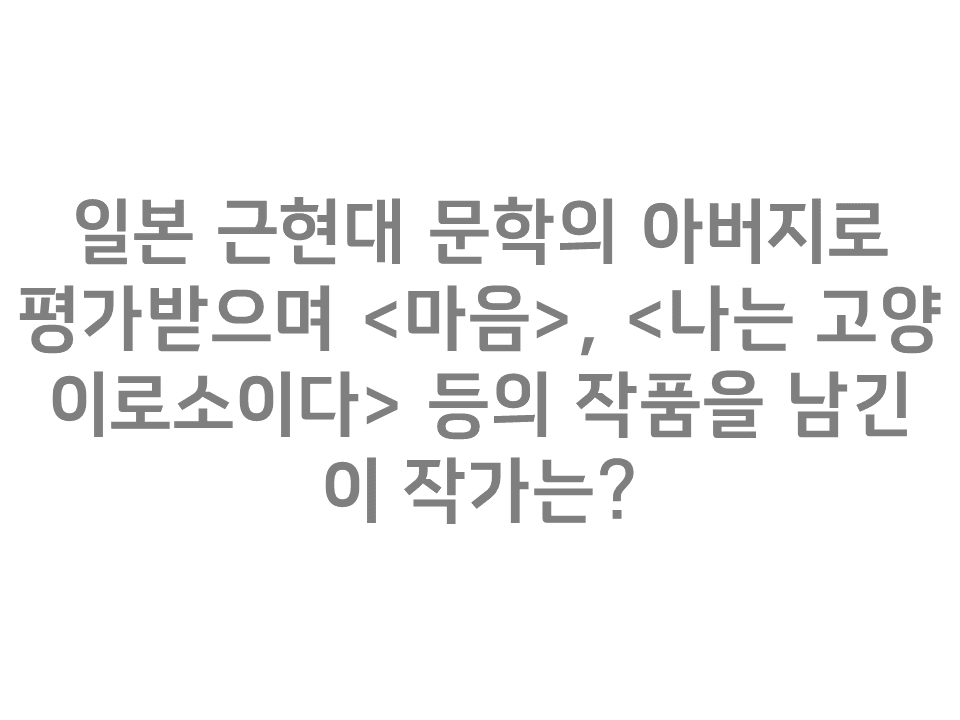 일본 근현대 문학의 아버지로
평가받으며 <마음>, <나는 고양
이로소이다> 등의 작품을 남긴
이 작가는?